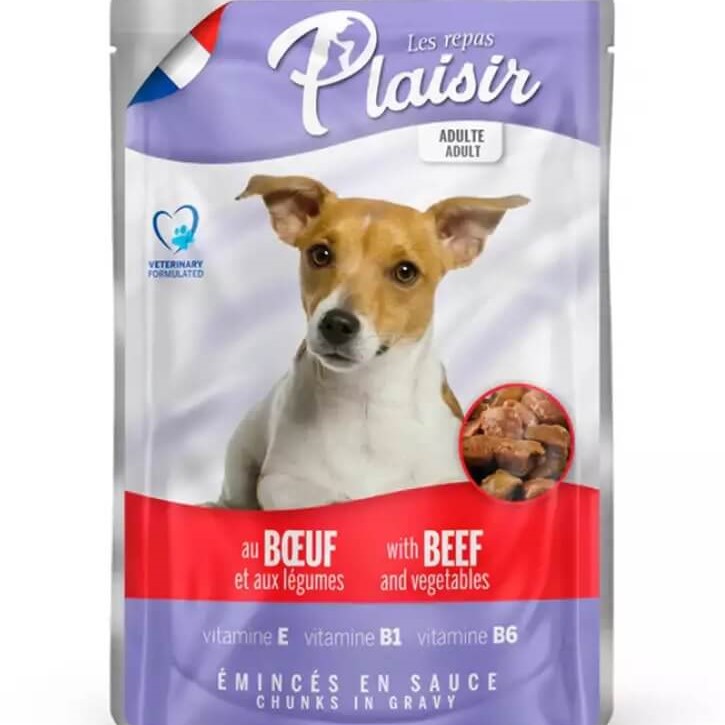 Les repas
Plaisir
ADULTE
ADULT
VETERINARY
FORMULATED
au BŒUF
et aux légumes
with BEEF
and vegetables
vitamine E vitamine B1 vitamine B6
ÉMINCÉS EN SAUCE
CHUNKS IN GRAVY